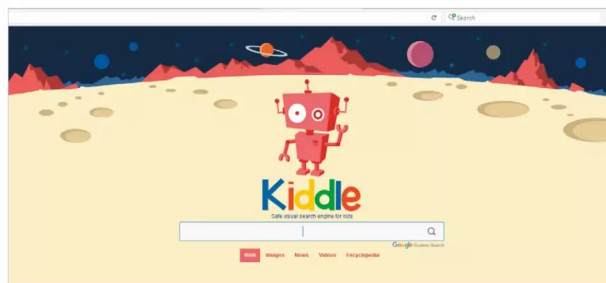 Search
Kiddle
Safe visual search engine for kids
Google Custom Search
Web Images News Videos Encyclopedia